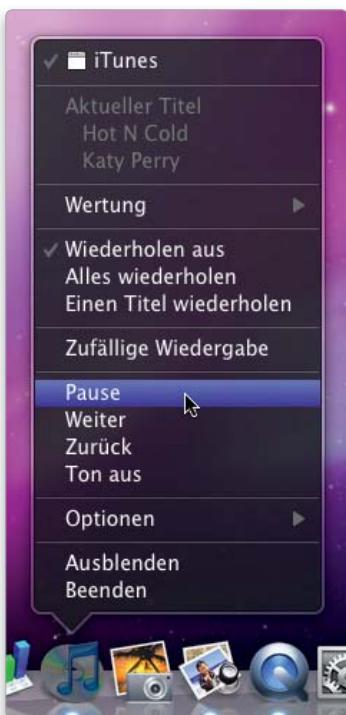 iTunes
Aktueller Titel
Hot N Cold
Katy Perry
Wertung
Wiederholen aus
Alles wiederholen
Einen Titel wiederholen
Zufällige Wiedergabe
Pause
Weiter
Zurück
Ton aus
Optionen
Ausblenden
Beenden